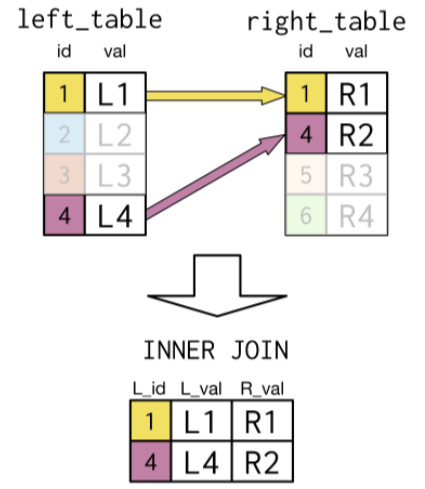 left_table right_table
id val id val
1 L1 1 R1
2 L2 4 R2
3 L3 5 R3
4 L4 6 R4
INNER JOIN
L_id L_val R_val
1 L1 R1
4 L4 R2